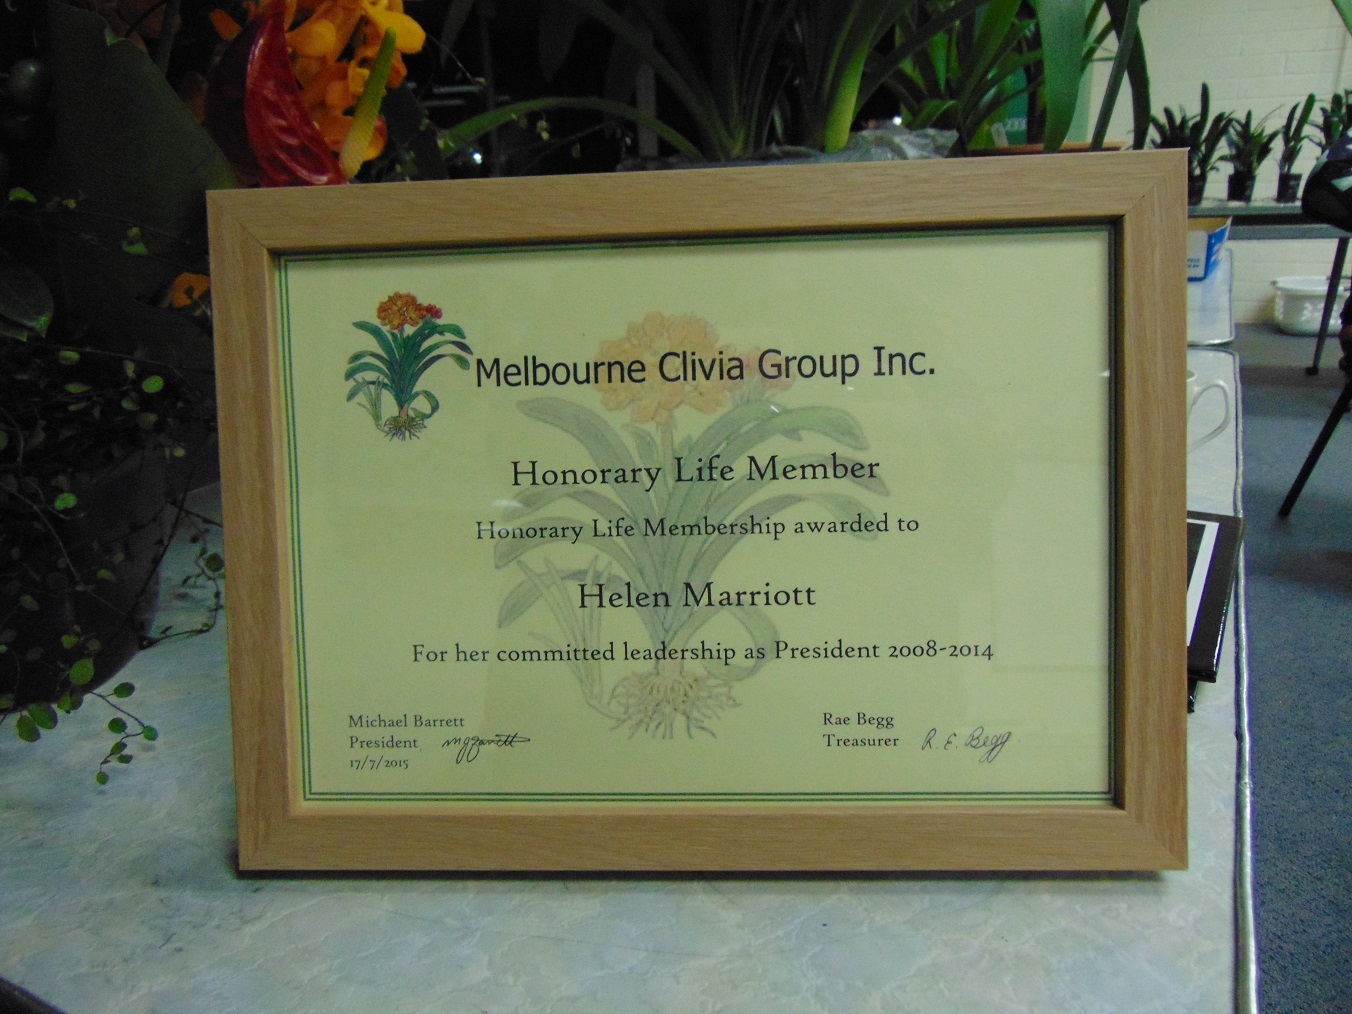 Melbourne Clivia Group Inc.
Honorary Life Member
Honorary Life Membership awarded to
Helen Marriott
For her committed leadership as President 2008-2014
Michael Barrett
President
17/7/2015
Rae Begg
Treasurer R. E. Begg